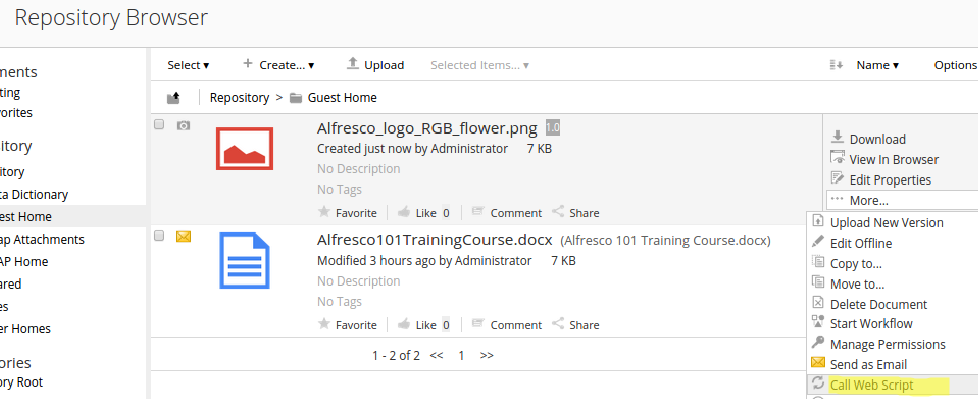 Repository Browser
Select ▾ + Create... ▾ Upload Selected Items... ▾ Name ▾ Options
Repository > Guest Home
ments
ting
vorites
itory
itory
ta Dictionary
est Home
ap Attachments
AP Home
ared
es
er Homes
ories
ory Root
Alfresco_logo_RGB_flower.png 1.0
Created just now by Administrator 7 KB
No Description
No Tags
Favorite Like 0 Comment Share
Alfresco101TrainingCourse.docx (Alfresco 101 Training Course.docx)
Modified 3 hours ago by Administrator 7 KB
No Description
No Tags
Favorite Like 0 Comment Share
1 - 2 of 2 << 1 >>
Download
View In Browser
Edit Properties
More...
Upload New Version
Edit Offline
Copy to...
Move to...
Delete Document
Start Workflow
Manage Permissions
Send as Email
Call Web Script